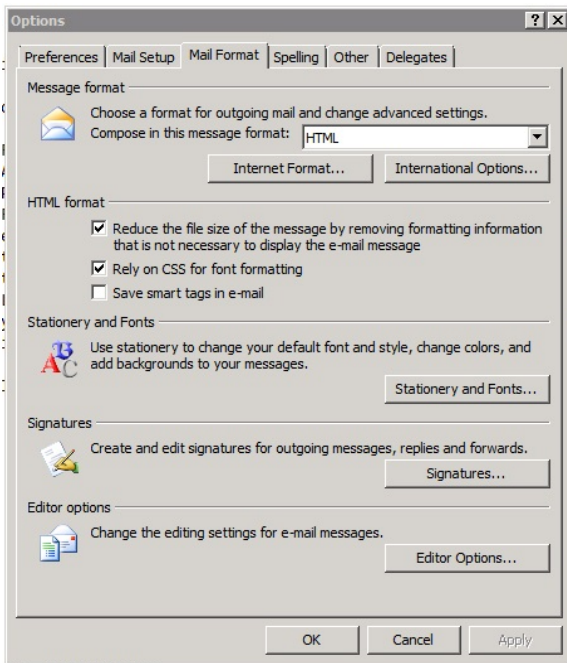 Options
Preferences Mail Setup Mail Format Spelling Other Delegates
Message format
Choose a format for outgoing mail and change advanced settings.
Compose in this message format: HTML
Internet Format... International Options...
HTML format
Reduce the file size of the message by removing formatting information
that is not necessary to display the e-mail message
Rely on CSS for font formatting
Save smart tags in e-mail
Stationery and Fonts
Use stationery to change your default font and style, change colors, and
add backgrounds to your messages.
Stationery and Fonts...
Signatures
Create and edit signatures for outgoing messages, replies and forwards.
Signatures...
Editor options
Change the editing settings for e-mail messages.
Editor Options...
OK Cancel Apply